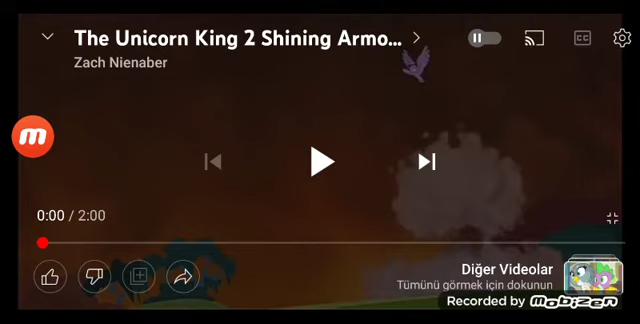 The Unicorn King 2 Shining Armo...
Zach Nienaber
CC
m
0:00 / 2:00
Diğer Videolar
Tümünü görmek için dokunun
Recorded by MOBIZEN